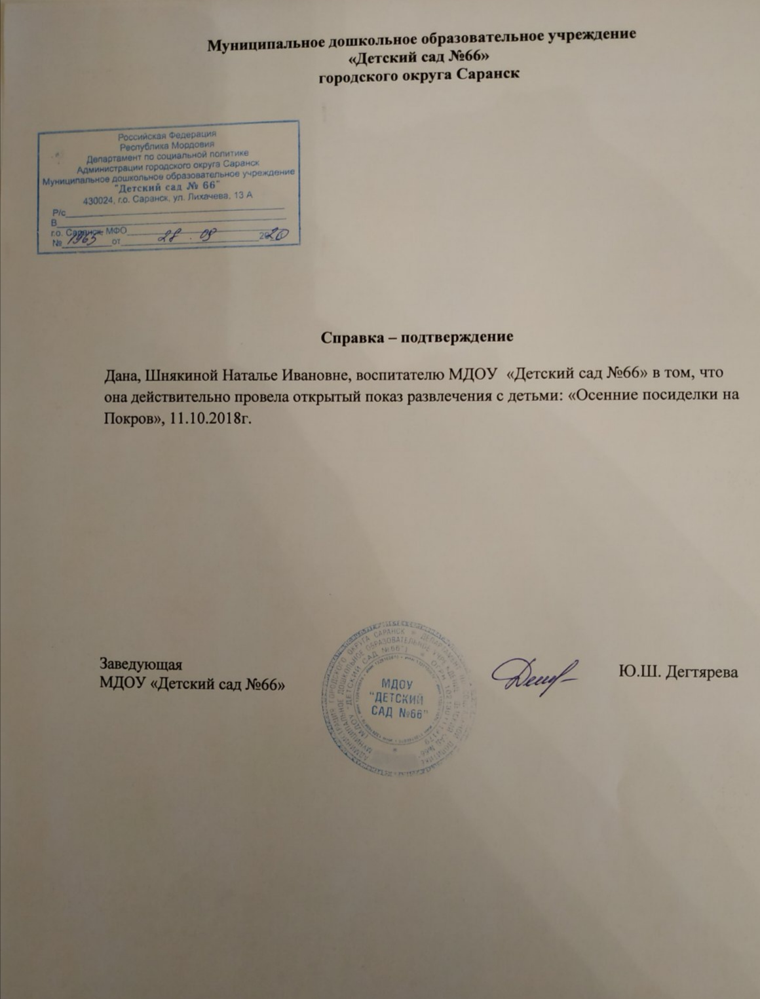 Муниципальное дошкольное образовательное учреждение
«Детский сад №66»
городского округа Саранск
Российская Федерация
Республика Мордовия
Департамент по социальной политике
Администрации городского округа Саранск
Муниципальное дошкольное образовательное учреждение
"Детский сад № 66"
430024, г.о. Саранск, ул. Лихачева, 13 А
Р/с
В
г.о. Саранск, МФО
№ 1965 от 28.09 2020
Справка – подтверждение
Дана, Шнякиной Наталье Ивановне, воспитателю МДОУ «Детский сад №66» в том, что
она действительно провела открытый показ развлечения с детьми: «Осенние посиделки на
Покров», 11.10.2018г.
Заведующая
МДОУ «Детский сад №66»
МДОУ
"ДЕТСКИЙ
САД №66"
Ю.Ш. Дегтярева